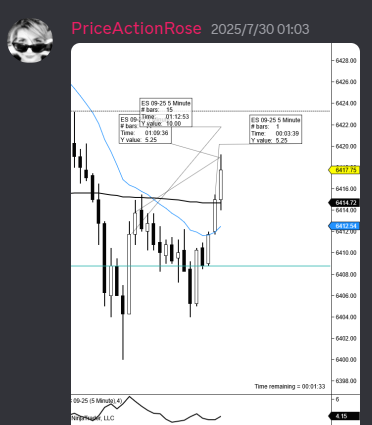 PriceActionRose 2025/7/30 01:03
6428.00
6426.00
6424.00
6422.00
6420.00
6417.75
6416.00
6414.72
6414.00
6412.54
6412.00
6410.00
6408.00
6406.00
6404.00
6402.00
6400.00
6398.00
ES 09-25 5 Minute
# bars: 15
Time: 01:12:53
Y value: 10.00
ES 09-25
# bars:
Time: 01:09:36
Y value: 5.25
ES 09-25 5 Minute
# bars: 1
Time: 00:03:39
Y value: 5.25
Time remaining = 00:01:33
09-25 (5 Minute),4)
NinjaTrader, LLC
6
4.15